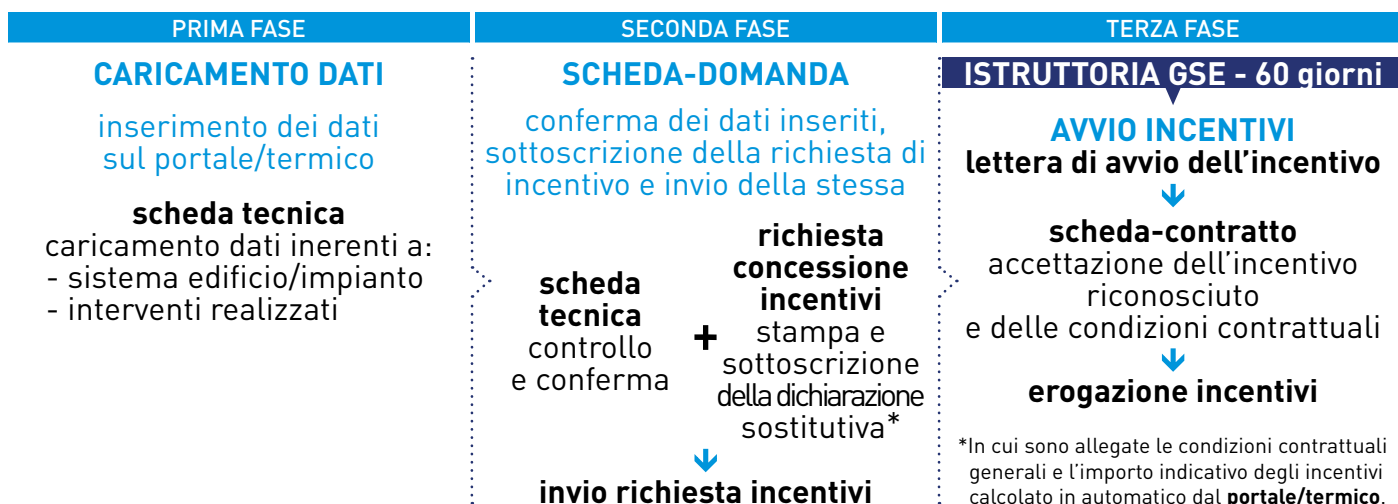 PRIMA FASE
CARICAMENTO DATI
inserimento dei dati
sul portale/termico
scheda tecnica
caricamento dati inerenti a:
- sistema edificio/impianto
- interventi realizzati
SECONDA FASE
SCHEDA-DOMANDA
conferma dei dati inseriti,
sottoscrizione della richiesta di
incentivo e invio della stessa
scheda
tecnica
controllo
e conferma
+
richiesta
concessione
incentivi
stampa e
sottoscrizione
della dichiarazione
sostitutiva*
invio richiesta incentivi
TERZA FASE
ISTRUTTORIA GSE - 60 giorni
AVVIO INCENTIVI
lettera di avvio dell'incentivo
scheda-contratto
accettazione dell'incentivo
riconosciuto
e delle condizioni contrattuali
erogazione incentivi
*In cui sono allegate le condizioni contrattuali
generali e l'importo indicativo degli incentivi
calcolato in automatico dal portale/termico.